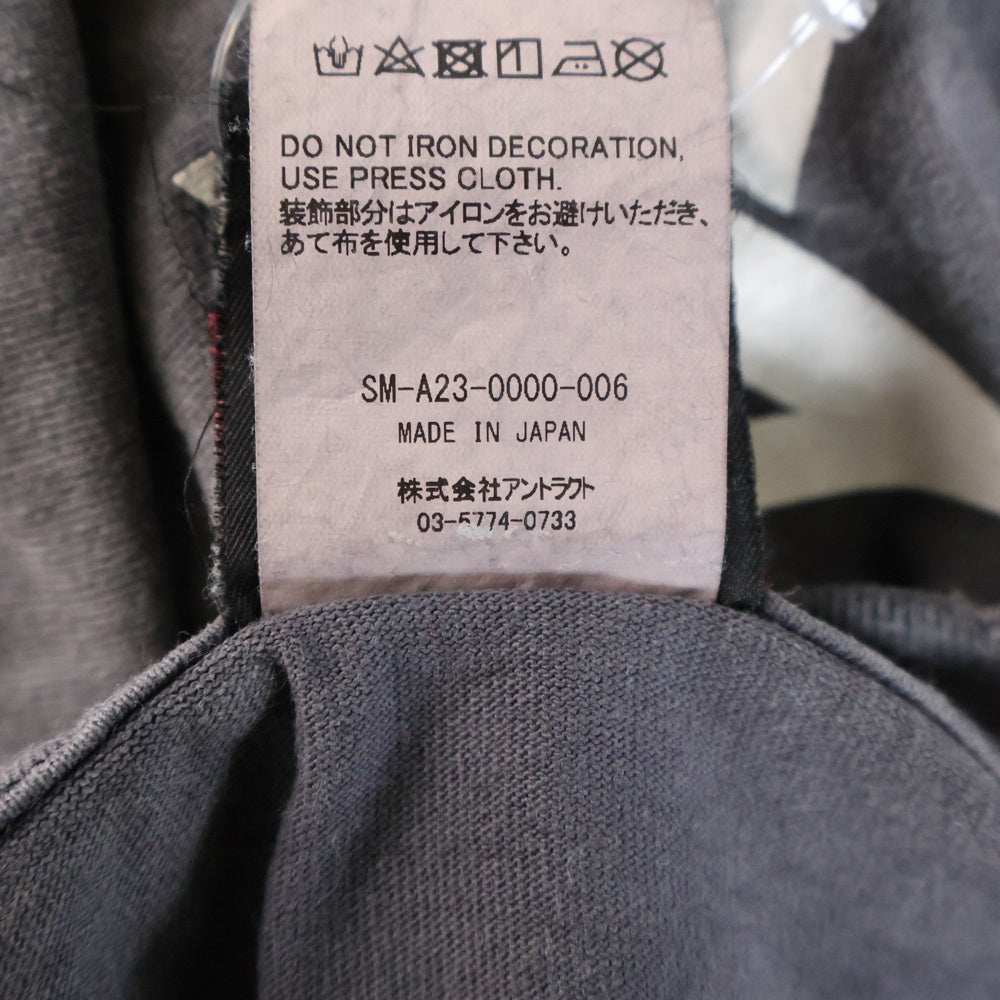 DO NOT IRON DECORATION,
USE PRESS CLOTH.
装飾部分はアイロンをお避けいただき、
あて布を使用して下さい。
SM-A23-0000-006
MADE IN JAPAN
株式会社アントラクト
03-5774-0733